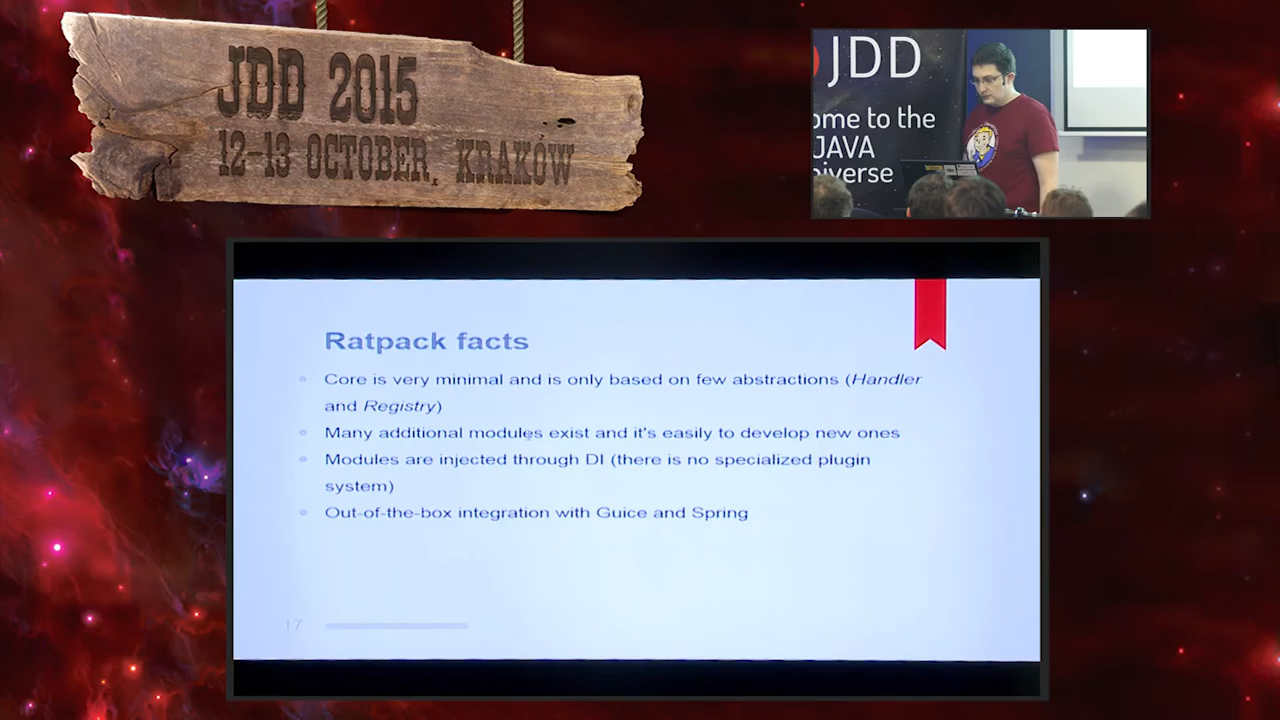 JDD 2015
12-13 OCTOBER, KRAKÓW
JDD
ome to the
JAVA
iverse
Ratpack facts
Core is very minimal and is only based on few abstractions (Handler
and Registry)
Many additional modules exist and it's easily to develop new ones
Modules are injected through DI (there is no specialized plugin
system)
Out-of-the-box integration with Guice and Spring
17